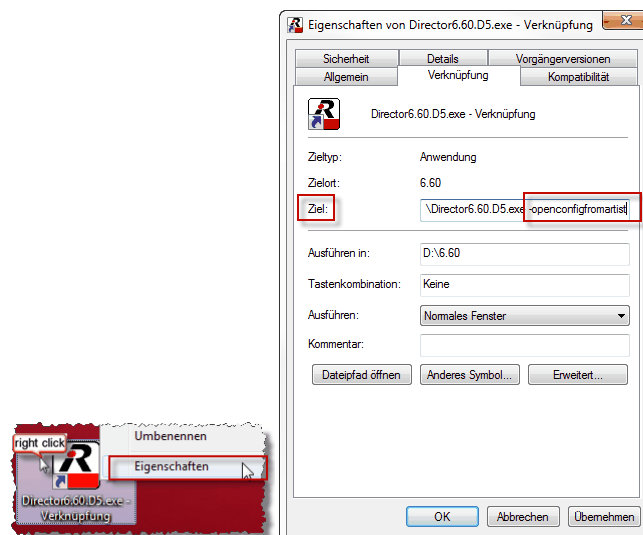 Eigenschaften von Director6.60.D5.exe - Verknüpfung
Sicherheit Details Vorgängerversionen
Allgemein Verknüpfung Kompatibilität
Director6.60.D5.exe - Verknüpfung
Zieltyp: Anwendung
Zielort: 6.60
Ziel: \Director6.60.D5.exe -openconfigfromartist
Ausführen in: D:\6.60
Tastenkombination: Keine
Ausführen: Normales Fenster
Kommentar:
Dateipfad öffnen Anderes Symbol... Erweitert...
OK Abbrechen Übernehmen
right click
Umbenennen
Eigenschaften
Director6.60.D5.exe -
Verknüpfung